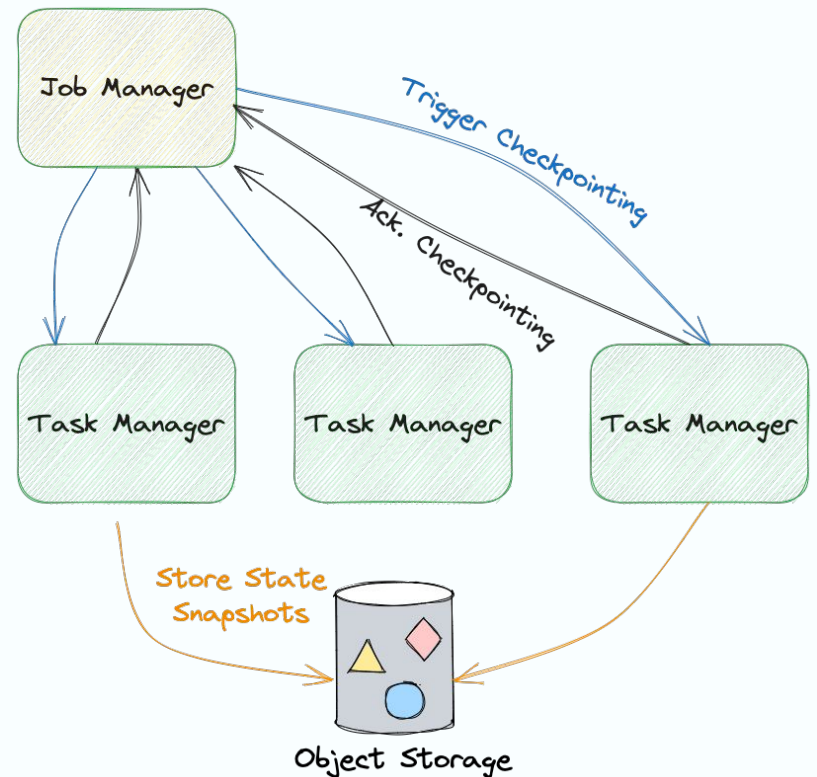 Job Manager
Trigger Checkpointing
Ack. Checkpointing
Task Manager
Task Manager
Task Manager
Store State
Snapshots
Object Storage